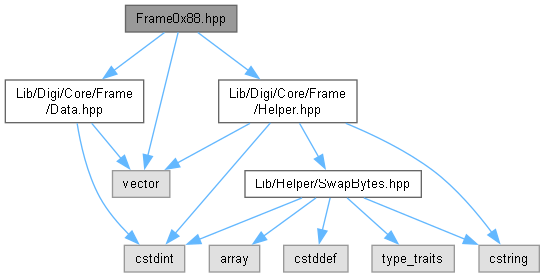 Frame0x88.hpp
Lib/Digi/Core/Frame
/Data.hpp
Lib/Digi/Core/Frame
/Helper.hpp
vector
Lib/Helper/SwapBytes.hpp
cstdint
array
cstddef
type_traits
cstring